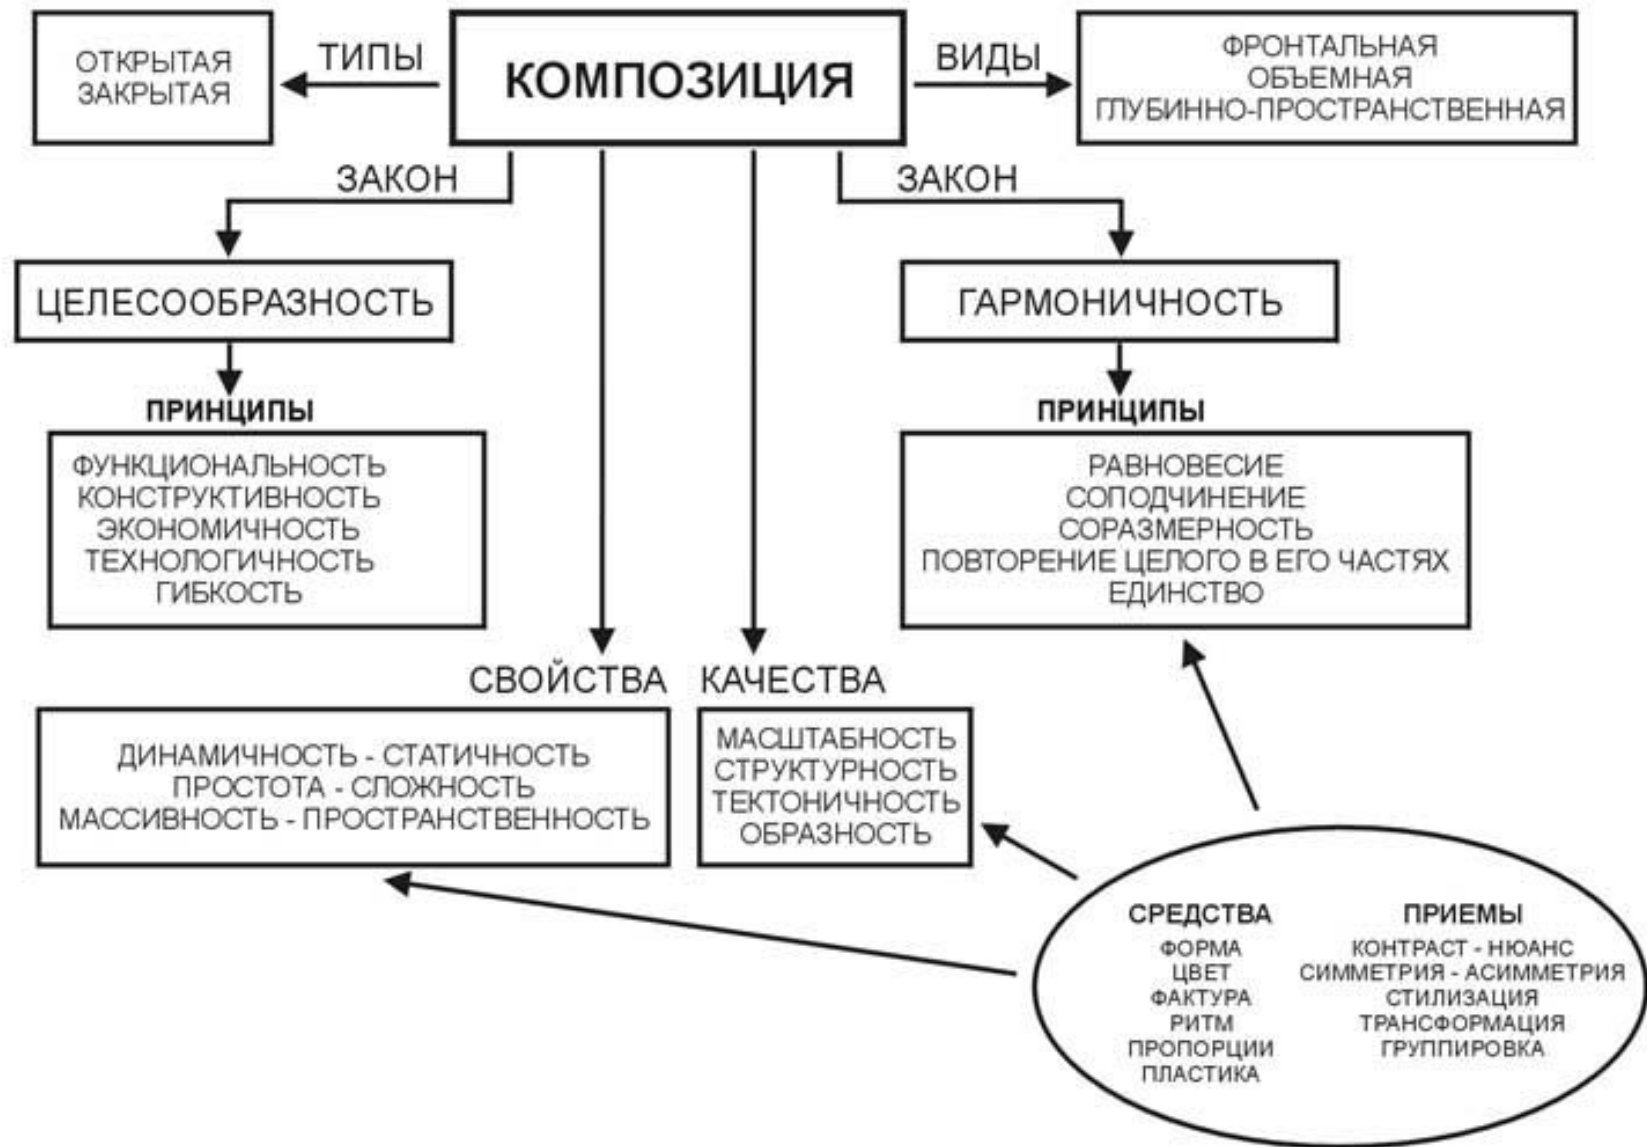 ОТКРЫТАЯ
ЗАКРЫТАЯ
ТИПЫ
КОМПОЗИЦИЯ
ВИДЫ
ФРОНТАЛЬНАЯ
ОБЪЕМНАЯ
ГЛУБИННО-ПРОСТРАНСТВЕННАЯ
ЗАКОН
ЗАКОН
ЦЕЛЕСООБРАЗНОСТЬ
ГАРМОНИЧНОСТЬ
ПРИНЦИПЫ
ФУНКЦИОНАЛЬНОСТЬ
КОНСТРУКТИВНОСТЬ
ЭКОНОМИЧНОСТЬ
ТЕХНОЛОГИЧНОСТЬ
ГИБКОСТЬ
ПРИНЦИПЫ
РАВНОВЕСИЕ
СОПОДЧИНЕНИЕ
СОРАЗМЕРНОСТЬ
ПОВТОРЕНИЕ ЦЕЛОГО В ЕГО ЧАСТЯХ
ЕДИНСТВО
СВОЙСТВА
ДИНАМИЧНОСТЬ - СТАТИЧНОСТЬ
ПРОСТОТА - СЛОЖНОСТЬ
МАССИВНОСТЬ - ПРОСТРАНСТВЕННОСТЬ
КАЧЕСТВА
МАСШТАБНОСТЬ
СТРУКТУРНОСТЬ
ТЕКТОНИЧНОСТЬ
ОБРАЗНОСТЬ
СРЕДСТВА
ФОРМА
ЦВЕТ
ФАКТУРА
РИТМ
ПРОПОРЦИИ
ПЛАСТИКА
ПРИЕМЫ
КОНТРАСТ - НЮАНС
СИММЕТРИЯ - АСИММЕТРИЯ
СТИЛИЗАЦИЯ
ТРАНСФОРМАЦИЯ
ГРУППИРОВКА